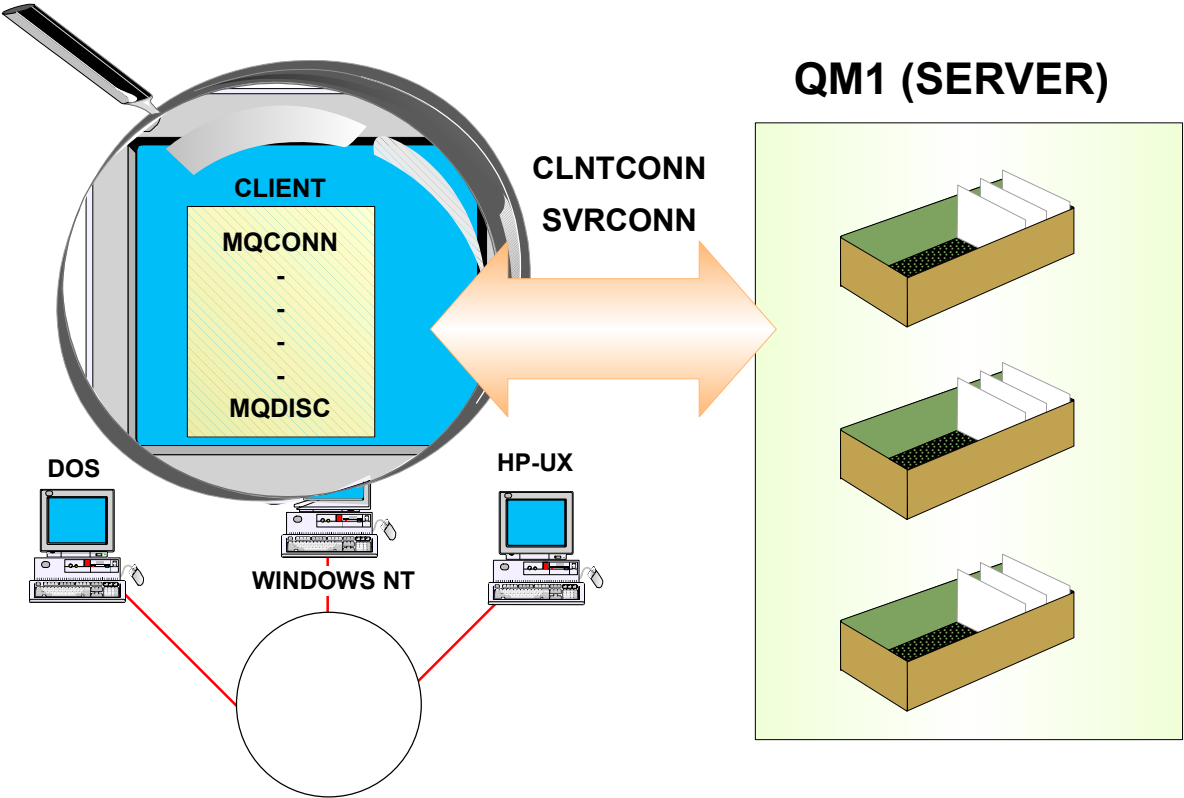 QM1 (SERVER)
CLNTCONN
SVRCONN
CLIENT
MQCONN
-
-
-
-
MQDISC
DOS
HP-UX
WINDOWS NT